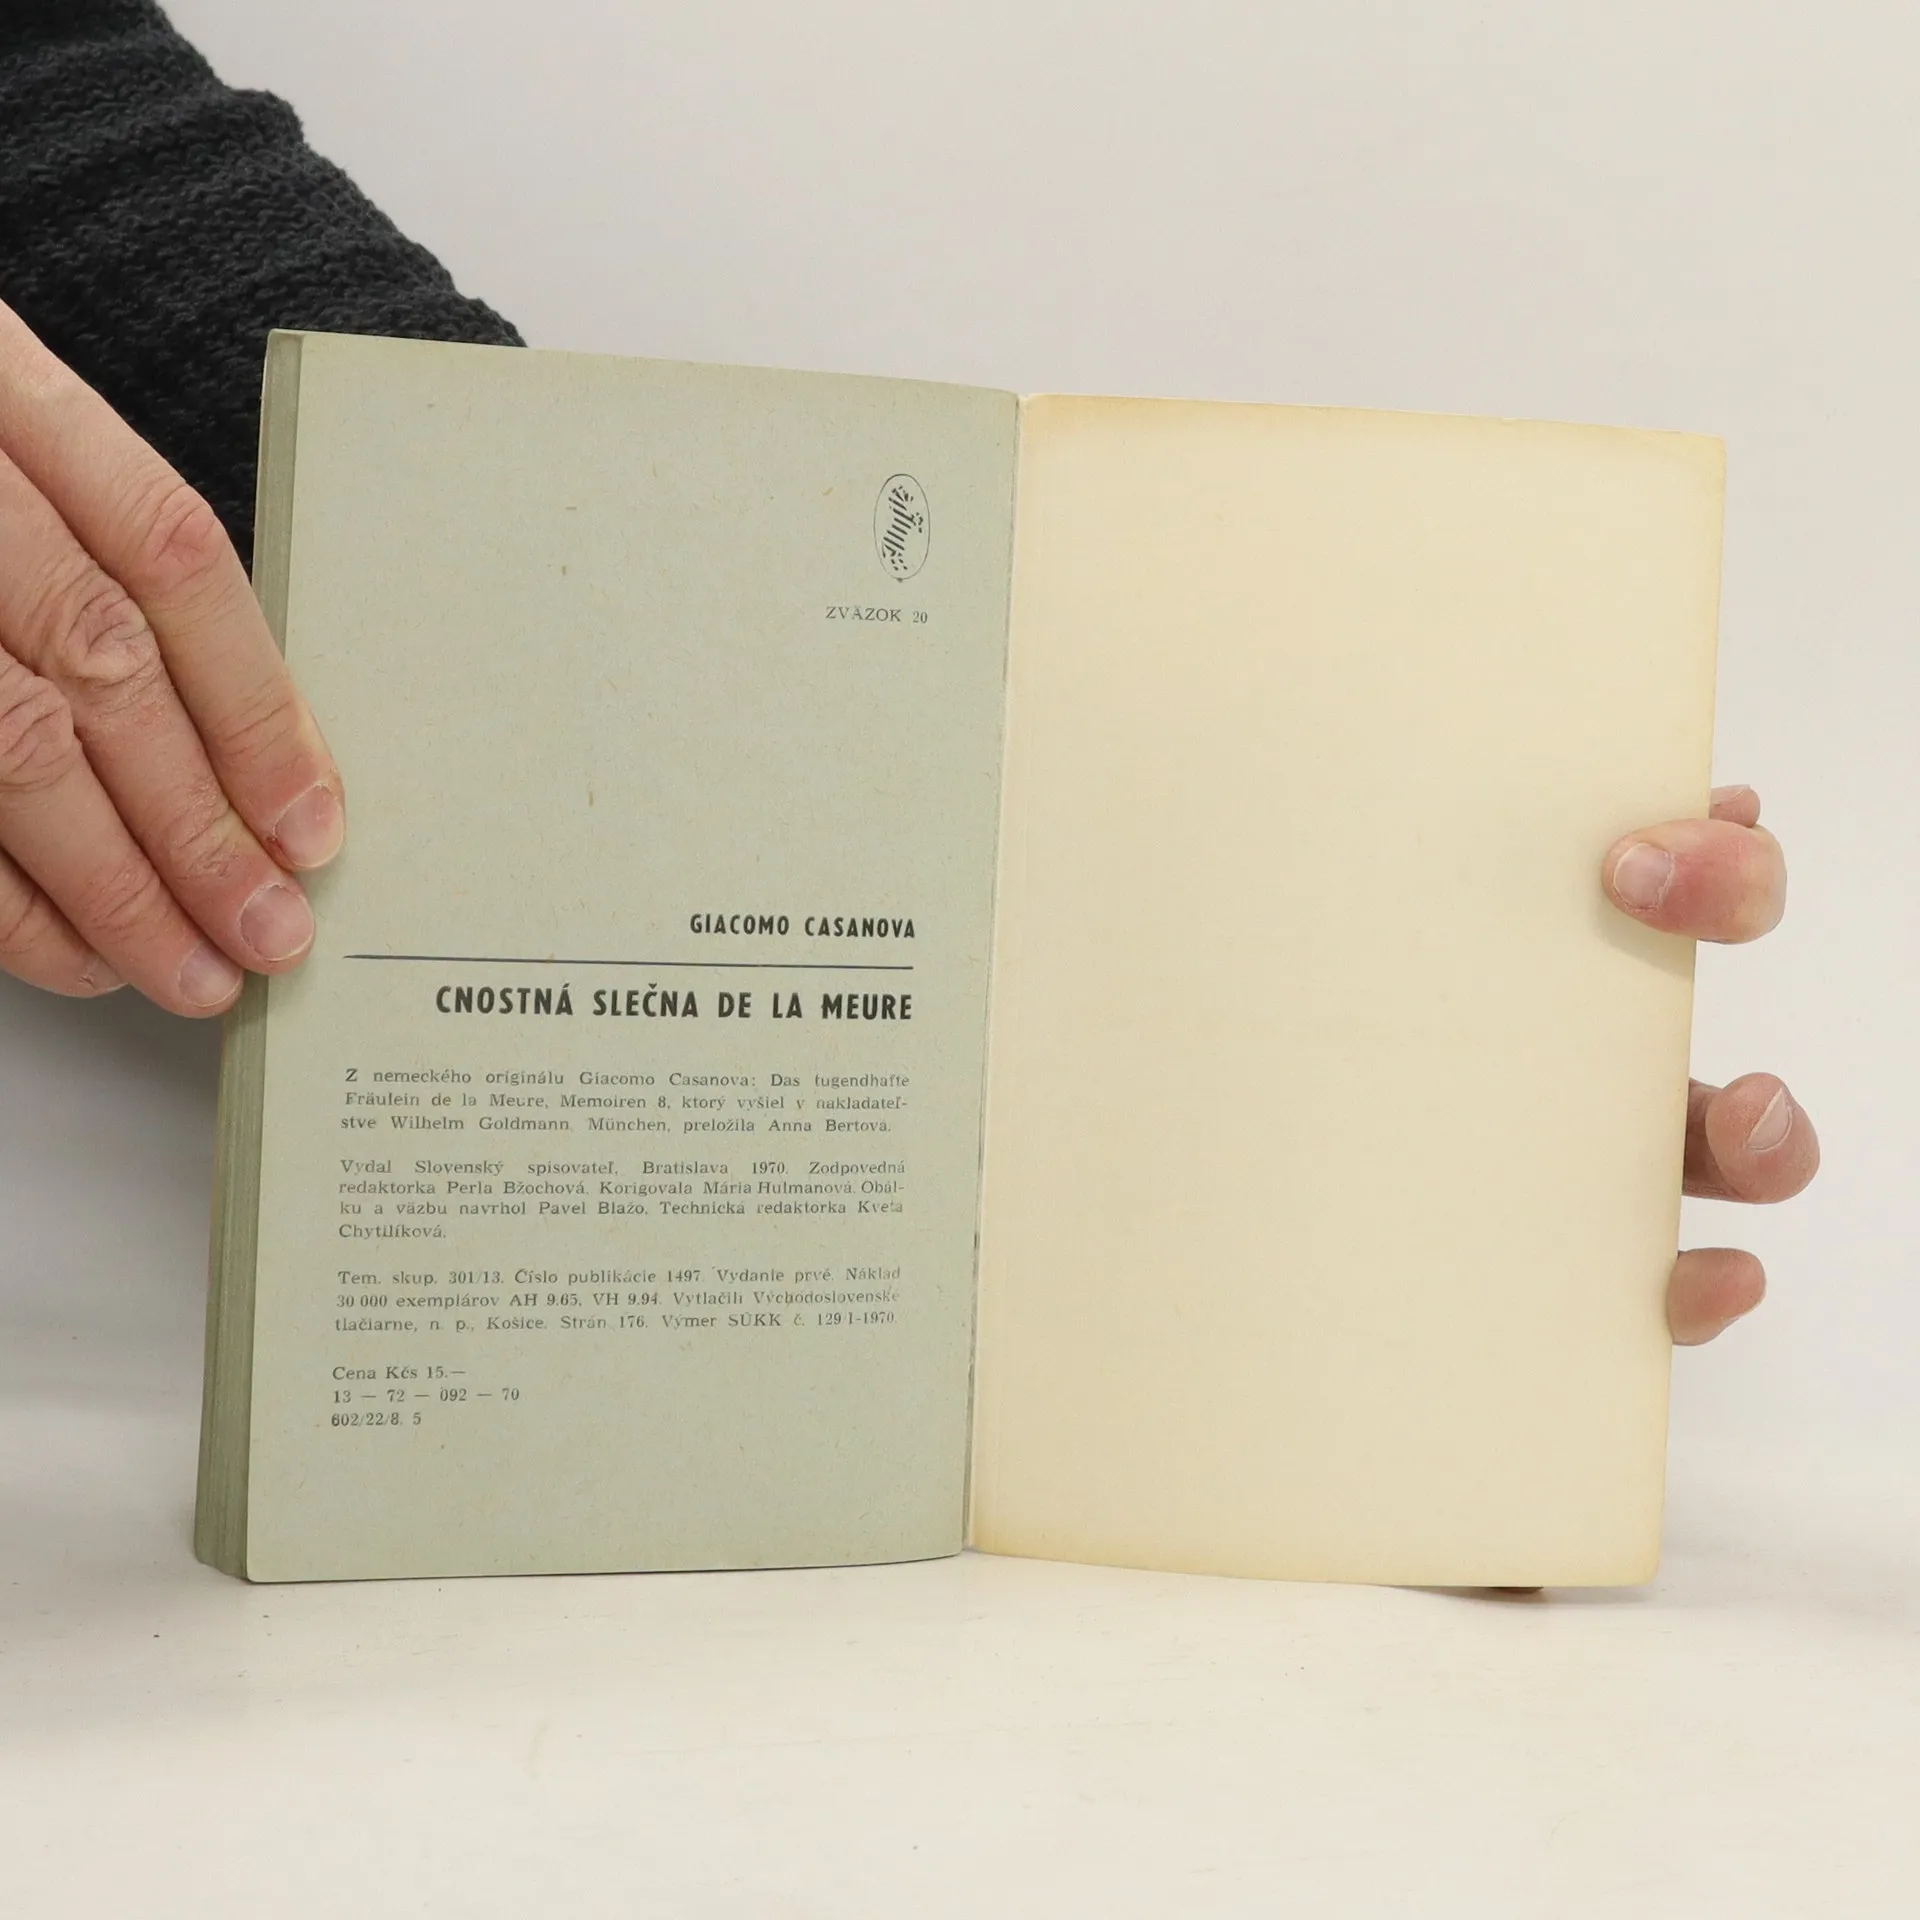 ZVÄZOK 20
GIACOMO CASANOVA
CNOSTNÁ SLEČNA DE LA MEURE
Z nemeckého originálu Giacomo Casanova: Das tugendhafte
Fräulein de la Meure, Memoiren 8, ktorý vyšiel v nakladateľ-
stve Wilhelm Goldmann München, preložila Anna Bertová.
Vydal Slovenský spisovateľ, Bratislava 1970. Zodpovedná
redaktorka Perla Bžochová. Korigovala Mária Hulmanová. Obál-
ku a väzbu navrhol Pavel Blažo. Technická redaktorka Kveta
Chytilíková.
Tem. skup. 301/13. Číslo publikácie 1497. Vydanie prvé. Náklad
30 000 exemplárov AH 9.65, VH 9.94. Vytlačili Východoslovenské
tlačiarne, n. p., Košice. Strán 176. Výmer SÚKK č. 129/I-1970.
Cena Kčs 15.—
13 — 72 — 092 — 70
602/22/8. 5